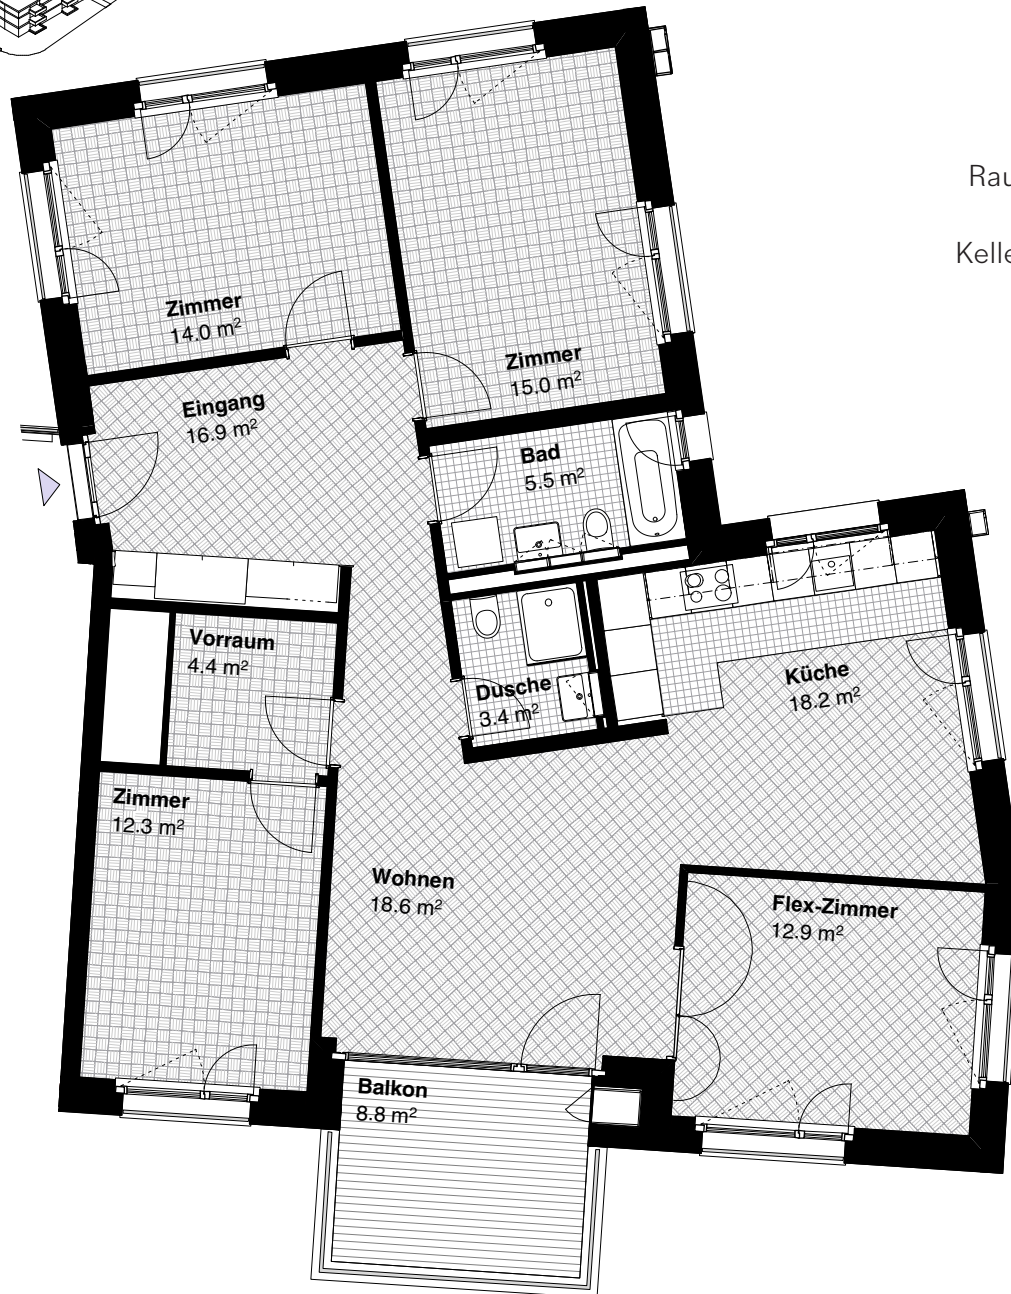 Rau
Kelle
Zimmer
14.0 m²
Zimmer
15.0 m²
Eingang
16.9 m²
Bad
5.5 m²
Vorraum
4.4 m²
Dusche
3.4 m²
Küche
18.2 m²
Zimmer
12.3 m²
Wohnen
18.6 m²
Flex-Zimmer
12.9 m²
Balkon
8.8 m²